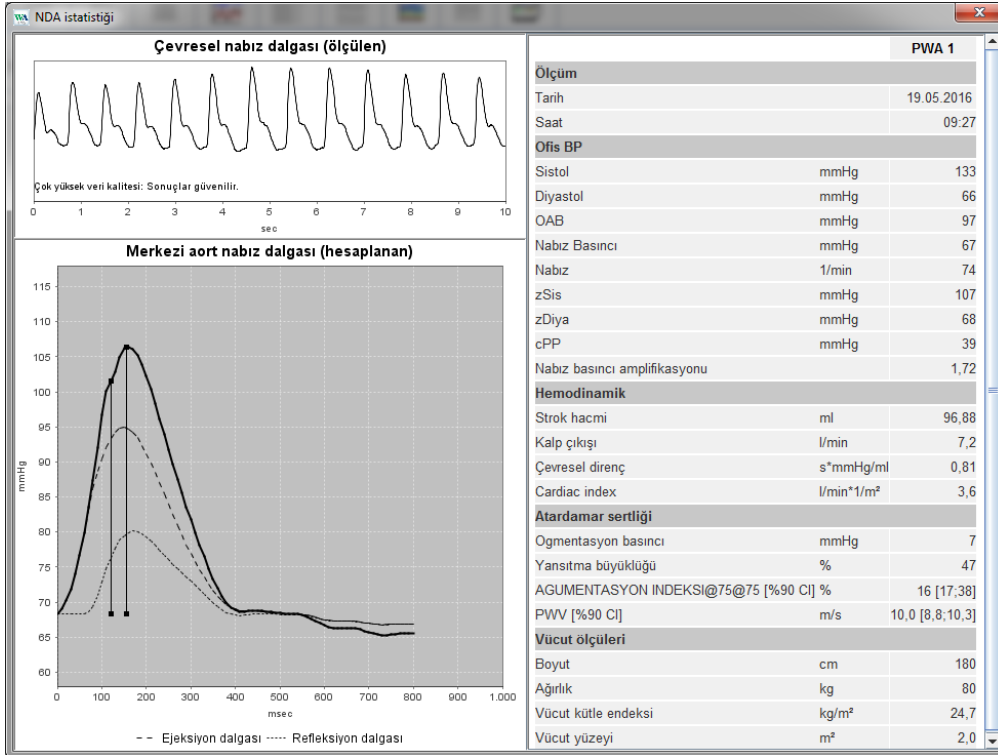 WA NDA istatistiği
Çevresel nabız dalgası (ölçülen)
Çok yüksek veri kalitesi: Sonuçlar güvenilir.
0 1 2 3 4 5 6 7 8 9 10
sec
Merkezi aort nabız dalgası (hesaplanan)
115
110
105
100
95
90
85
80
75
70
65
60
mmHg
0 100 200 300 400 500 600 700 800 900 1.000
msec
Ejeksiyon dalgası Refleksiyon dalgası
PWA 1
Ölçüm
Tarih 19.05.2016
Saat 09:27
Ofis BP
Sistol mmHg 133
Diyastol mmHg 66
OAB mmHg 97
Nabız Basıncı mmHg 67
Nabız 1/min 74
zSis mmHg 107
zDiya mmHg 68
cPP mmHg 39
Nabız basıncı amplifikasyonu 1,72
Hemodinamik
Strok hacmi ml 96,88
Kalp çıkışı l/min 7,2
Çevresel direnç s*mmHg/ml 0,81
Cardiac index l/min*1/m² 3,6
Atardamar sertliği
Ogmentasyon basıncı mmHg 7
Yansıtma büyüklüğü % 47
AGUMENTASYON INDEKSI@75@75 [%90 CI] % 16 [17;38]
PWV [%90 CI] m/s 10,0 [8,8;10,3]
Vücut ölçüleri
Boyut cm 180
Ağırlık kg 80
Vücut kütle endeksi kg/m² 24,7
Vücut yüzeyi m² 2,0